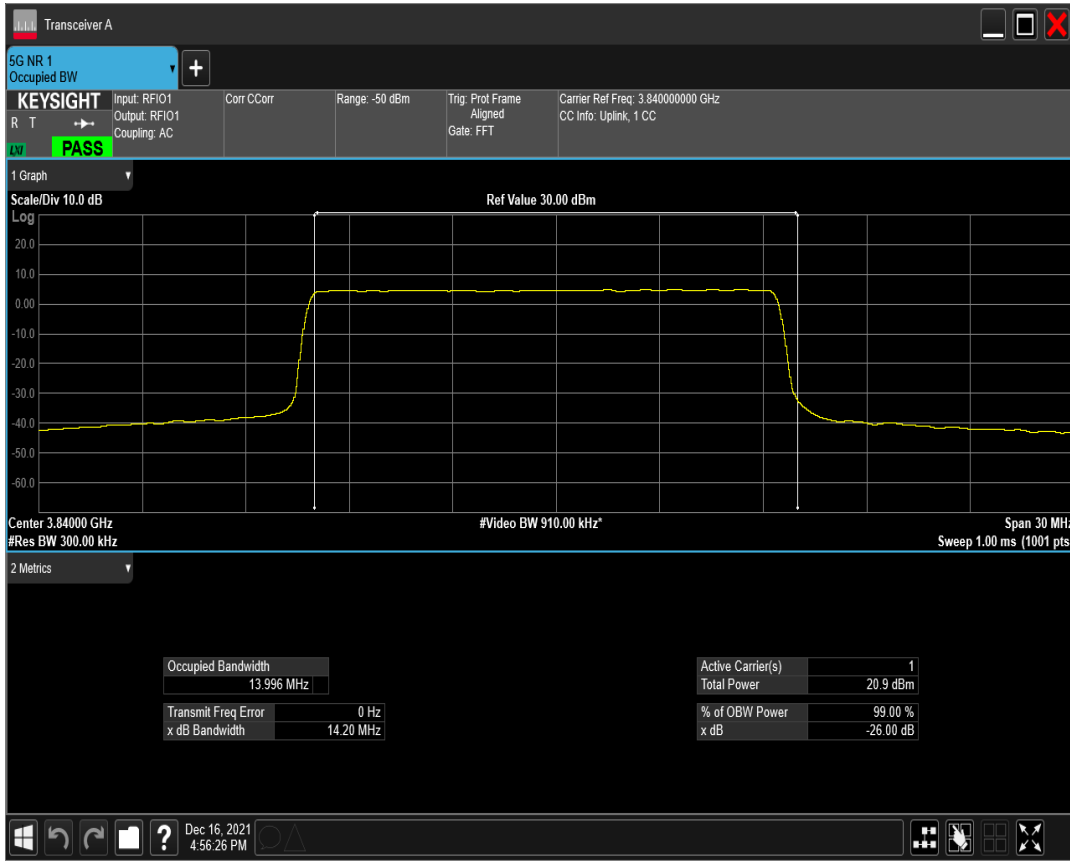 Transceiver A
5G NR 1
Occupied BW
+
KEYSIGHT
Input: RFIO1
Corr CCorr
Range: -50 dBm
Trig: Prot Frame
Carrier Ref Freq: 3.840000000 GHz
R T
Output: RFIO1
Aligned
CC Info: Uplink, 1 CC
Coupling: AC
Gate: FFT
LXI
PASS
1 Graph
Scale/Div 10.0 dB
Ref Value 30.00 dBm
Log
20.0
10.0
0.00
-10.0
-20.0
-30.0
-40.0
-50.0
-60.0
Center 3.84000 GHz
#Video BW 910.00 kHz*
Span 30 MHz
#Res BW 300.00 kHz
Sweep 1.00 ms (1001 pts
2 Metrics
Occupied Bandwidth
13.996 MHz
Transmit Freq Error 0 Hz
x dB Bandwidth 14.20 MHz
Active Carrier(s) 1
Total Power 20.9 dBm
% of OBW Power 99.00 %
x dB -26.00 dB
?
Dec 16, 2021
4:56:26 PM